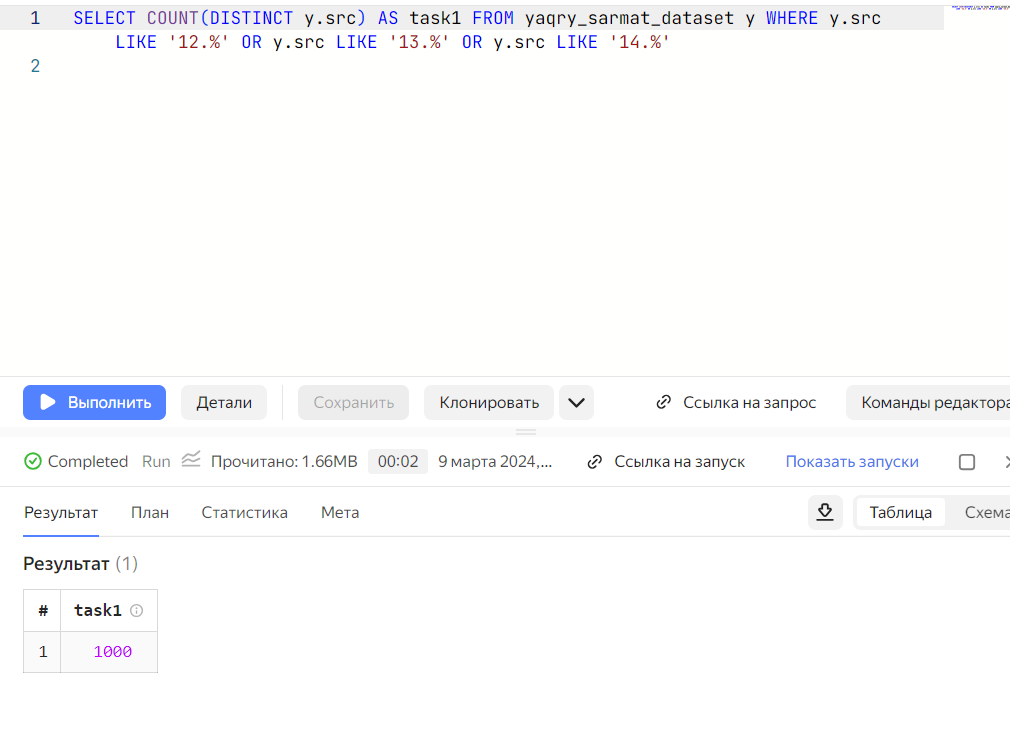 1 SELECT COUNT(DISTINCT y.src) AS task1 FROM yaqry_sarmat_dataset y WHERE y.src
LIKE '12.%' OR y.src LIKE '13.%' OR y.src LIKE '14.%'
2
Выполнить Детали Сохранить Клонировать Ссылка на запрос Команды редактора
Completed Run Прочитано: 1.66MB 00:02 9 марта 2024,... Ссылка на запуск Показать запуски
Результат План Статистика Мета Таблица Схема
Результат (1)
# task1
1 1000